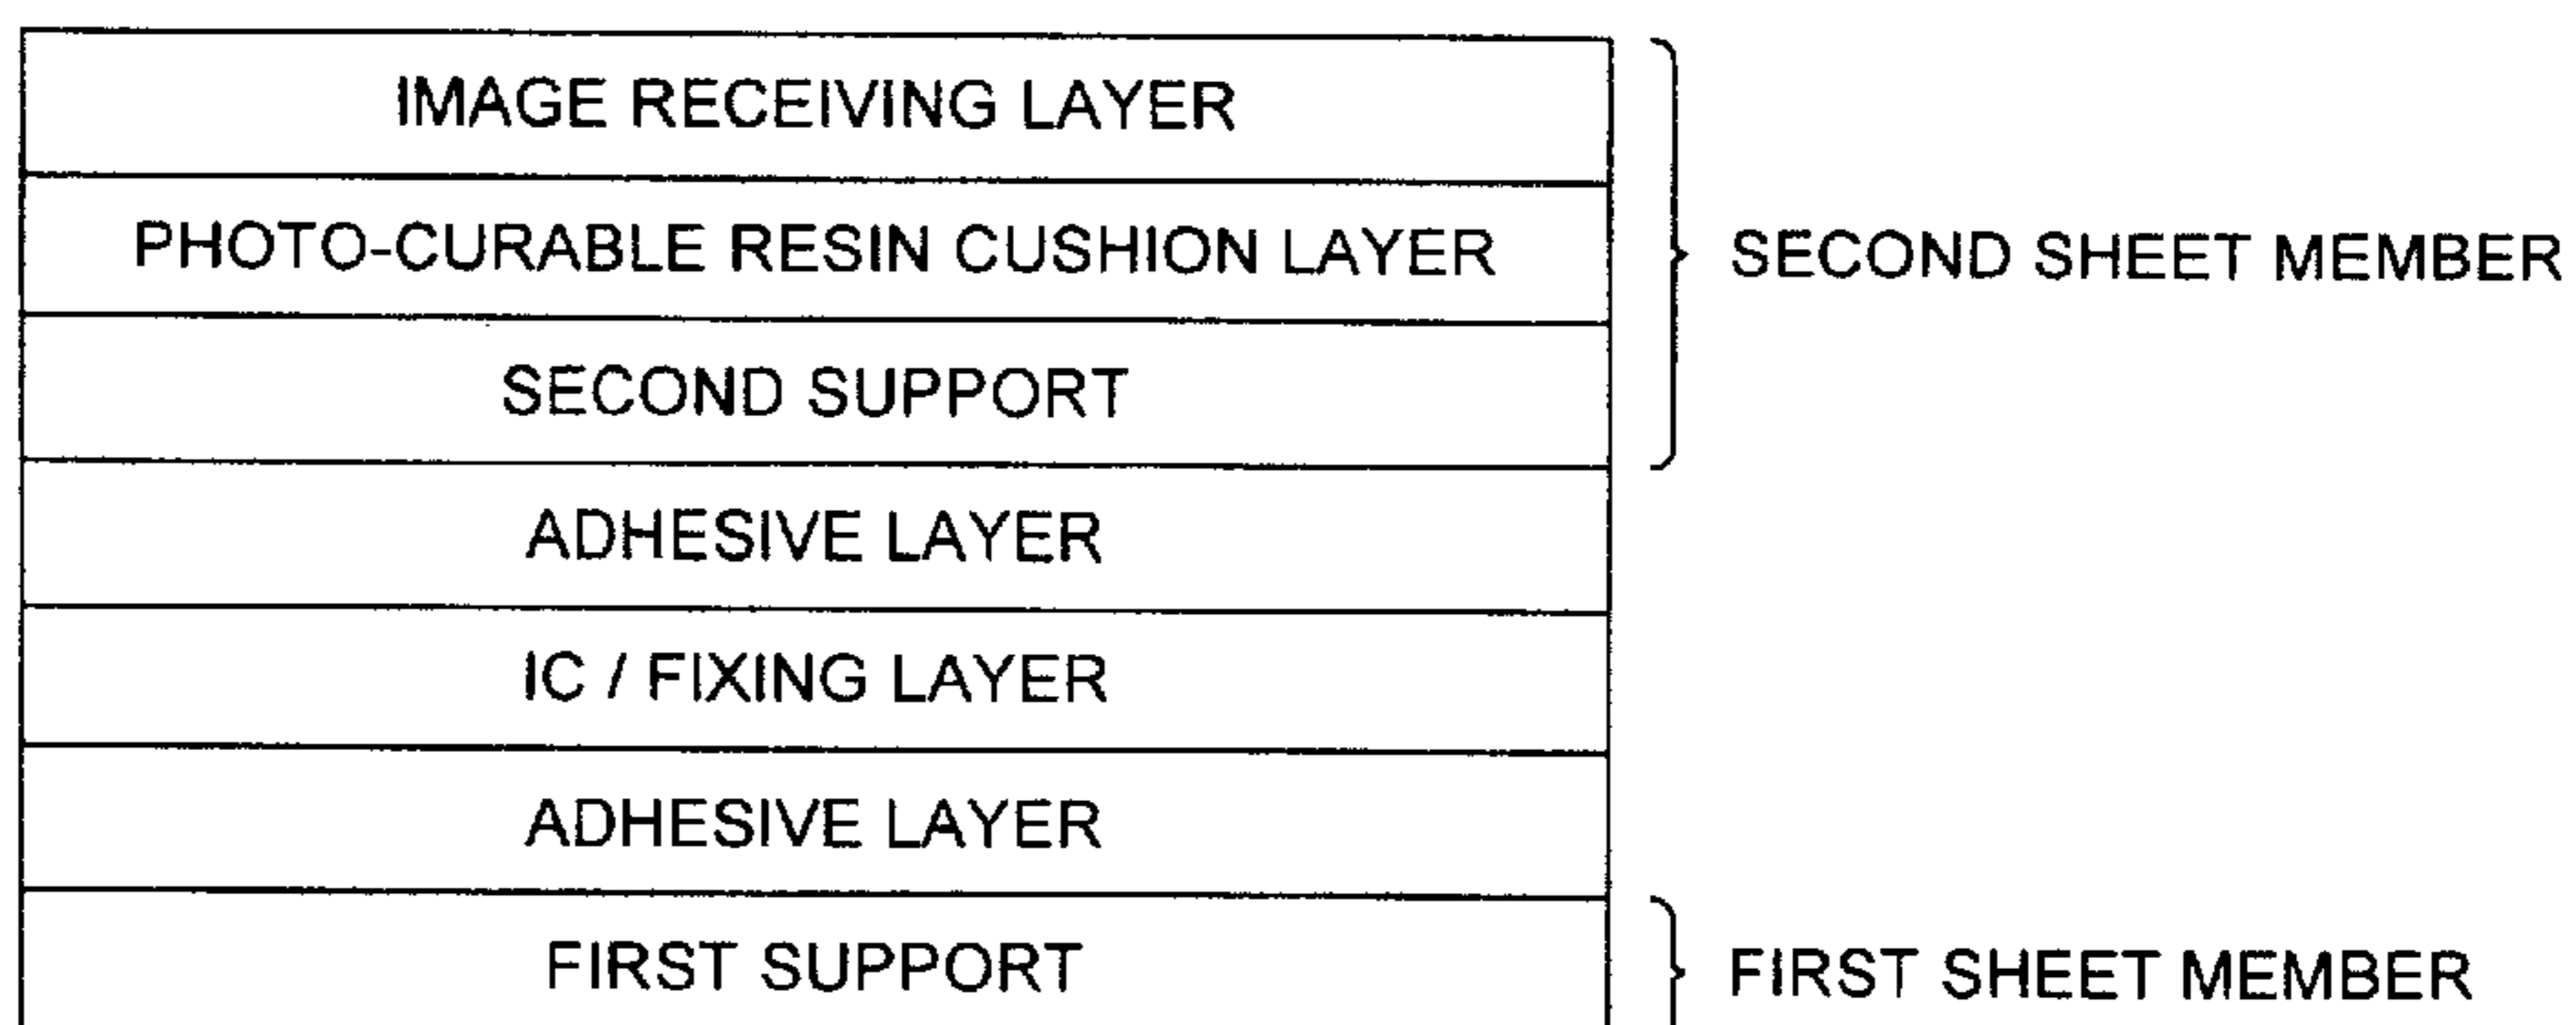 IMAGE RECEIVING LAYER
PHOTO-CURABLE RESIN CUSHION LAYER
SECOND SHEET MEMBER
SECOND SUPPORT
ADHESIVE LAYER
IC / FIXING LAYER
ADHESIVE LAYER
FIRST SUPPORT
FIRST SHEET MEMBER